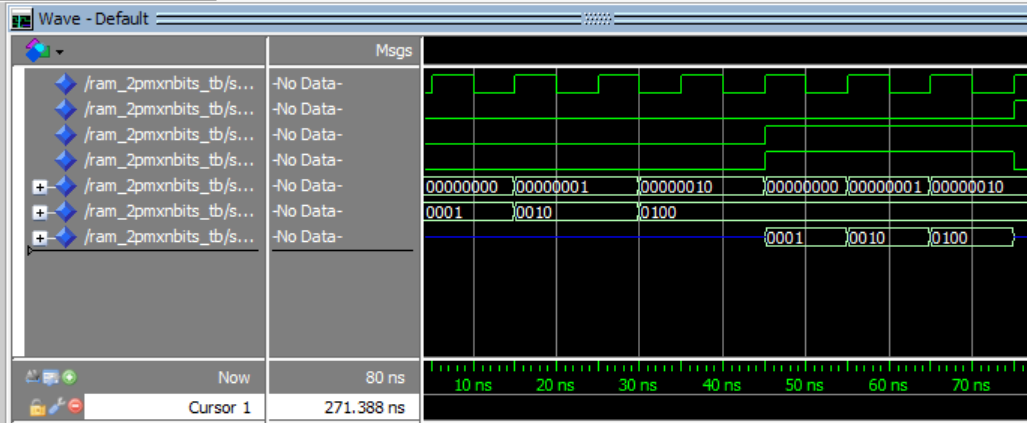 Wave - Default
Msgs
/ram_2pmxnbits_tb/s... -No Data-
/ram_2pmxnbits_tb/s... -No Data-
/ram_2pmxnbits_tb/s... -No Data-
/ram_2pmxnbits_tb/s... -No Data-
/ram_2pmxnbits_tb/s... -No Data- 00000000 00000001 00000010 00000000 00000001 00000010
/ram_2pmxnbits_tb/s... -No Data- 0001 0010 0100
/ram_2pmxnbits_tb/s... -No Data- 0001 0010 0100
Now 80 ns
10 ns 20 ns 30 ns 40 ns 50 ns 60 ns 70 ns
Cursor 1 271.388 ns